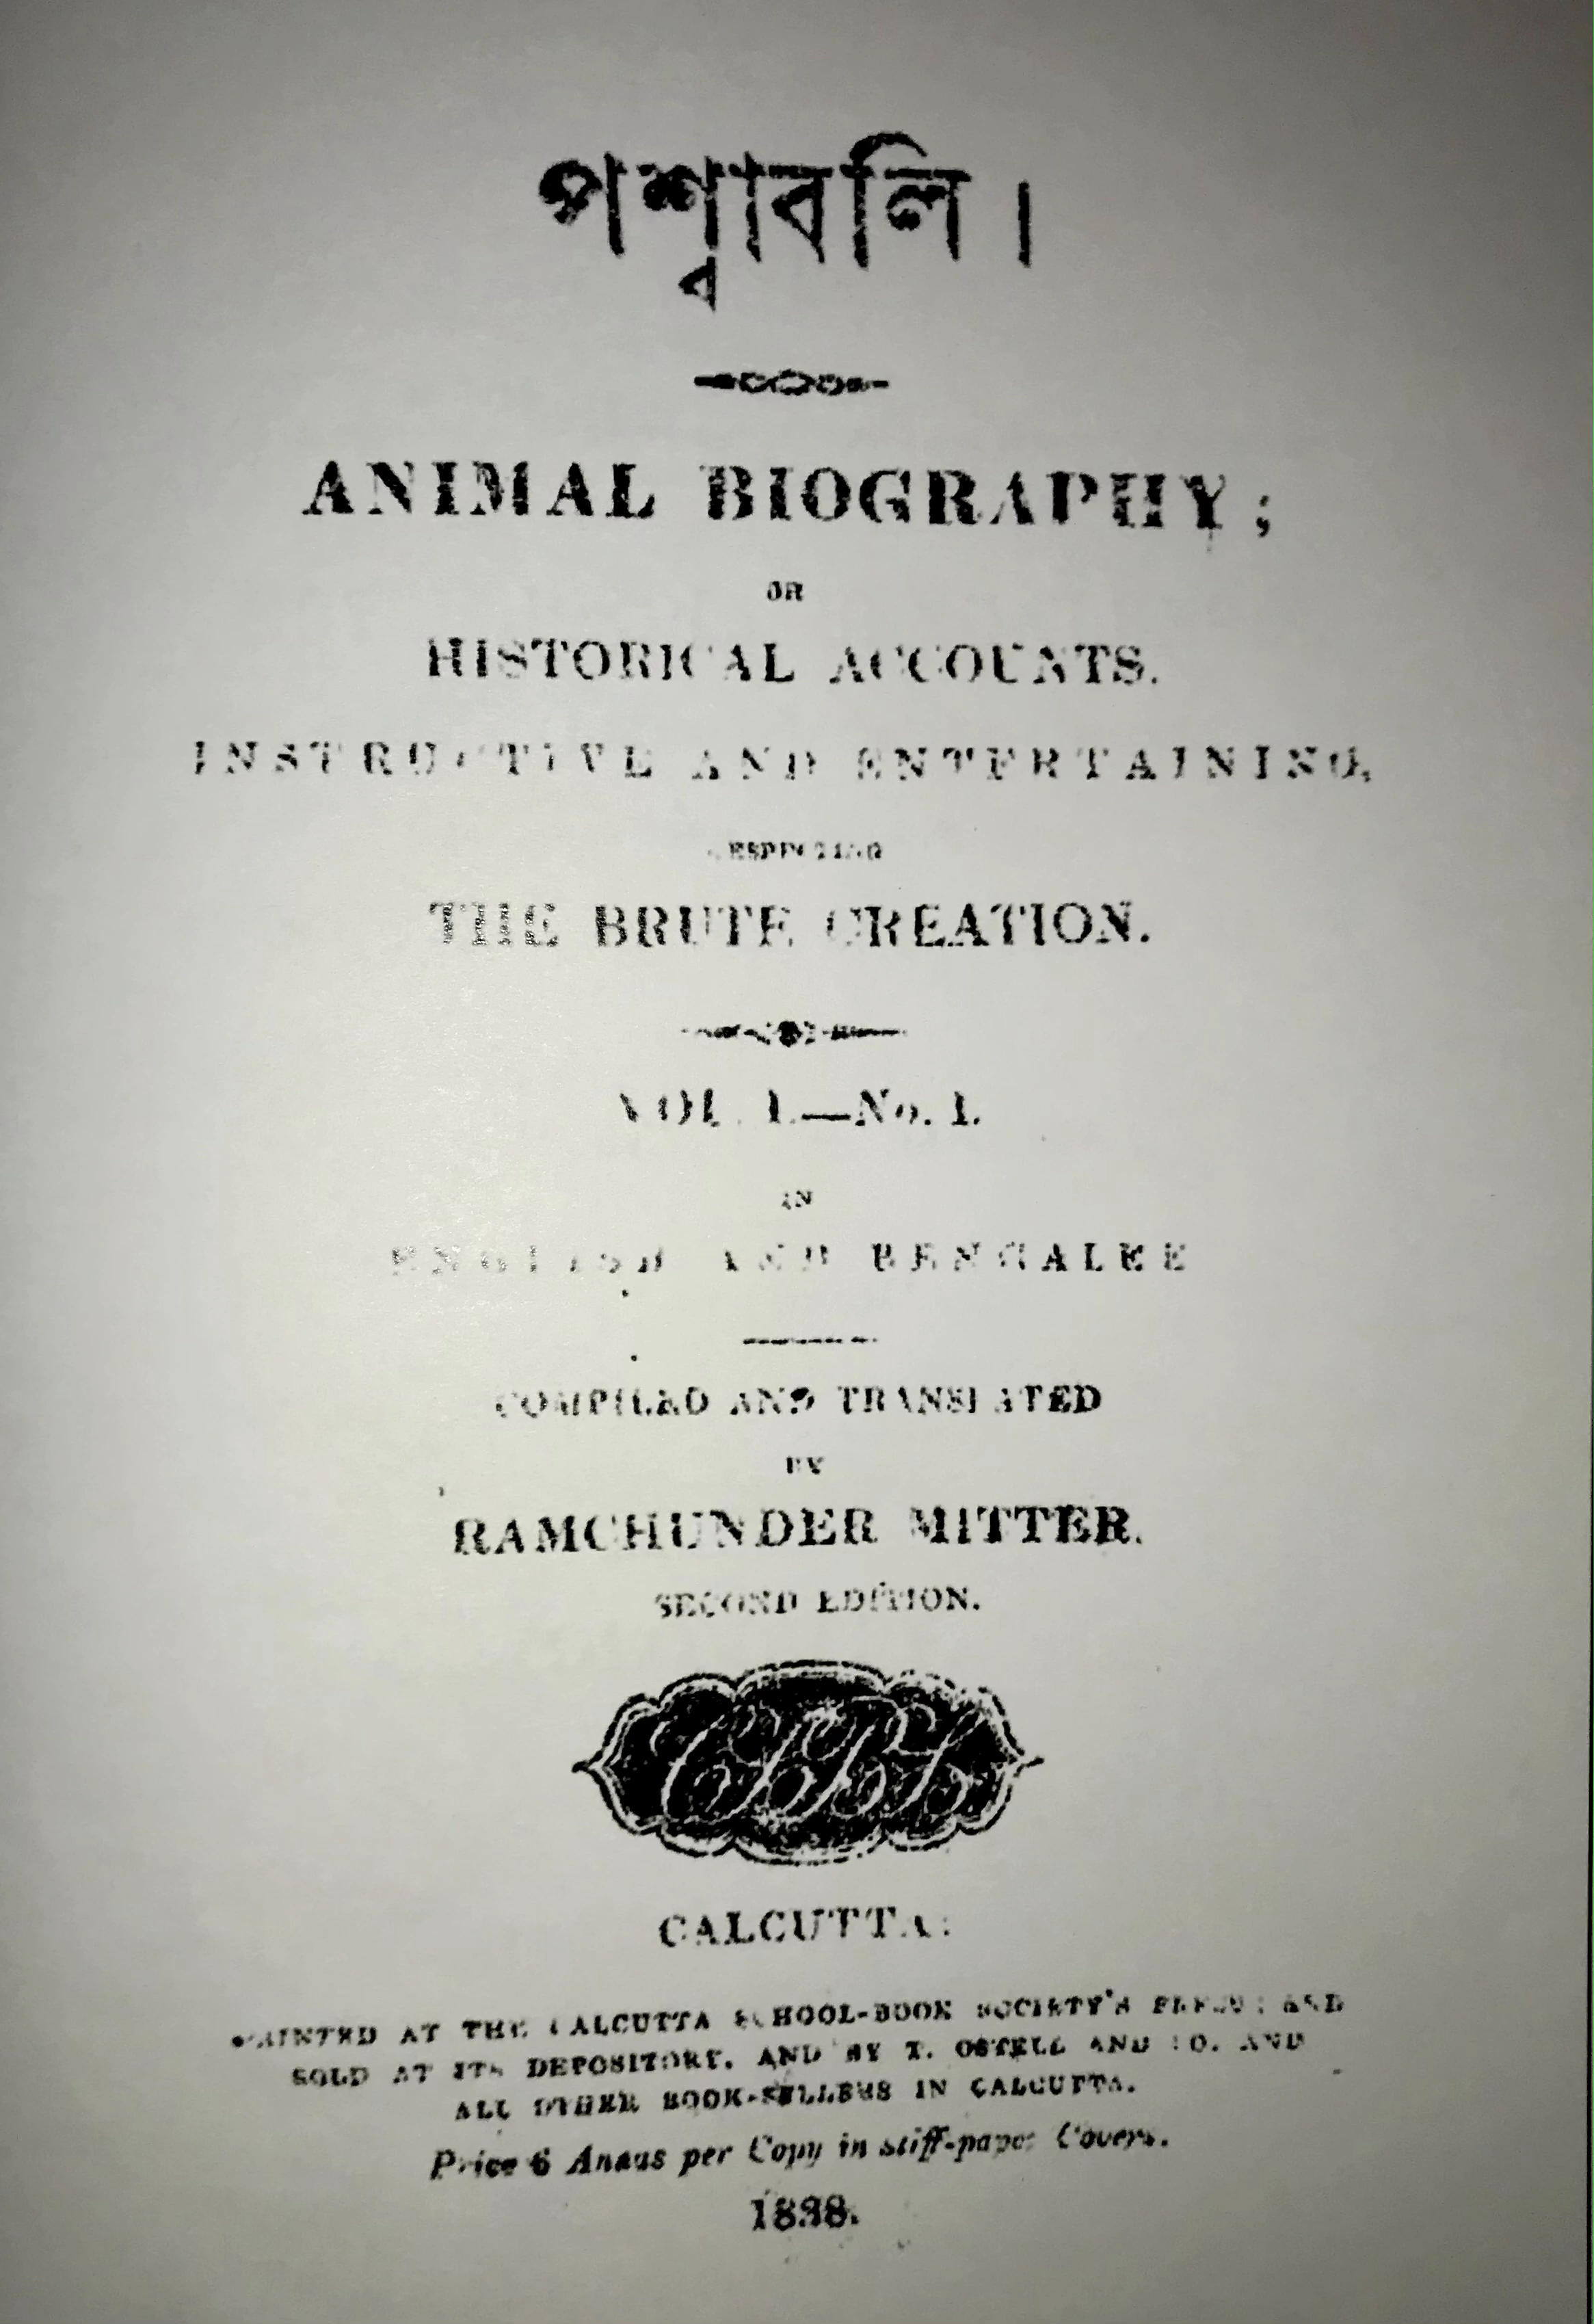 পশ্বাবলি।
ANIMAL BIOGRAPHY;
OR
HISTORICAL ACCOUNTS.
INSTRUCTIVE AND ENTERTAINING,
RESPECTING
THE BRUTE CREATION.
VOL. I.—No. 1.
IN
ENGLISH AND BENGALEE
COMPILED AND TRANSLATED
BY
RAMCHUNDER MITTER.
SECOND EDITION.
CSBS
CALCUTTA:
PRINTED AT THE CALCUTTA SCHOOL-BOOK SOCIETY'S PRESS; AND
SOLD AT ITS DEPOSITORY, AND BY T. OSTELL AND CO. AND
ALL OTHER BOOK-SELLERS IN CALCUTTA.
Price 6 Annas per Copy in stiff-paper Covers.
1838.